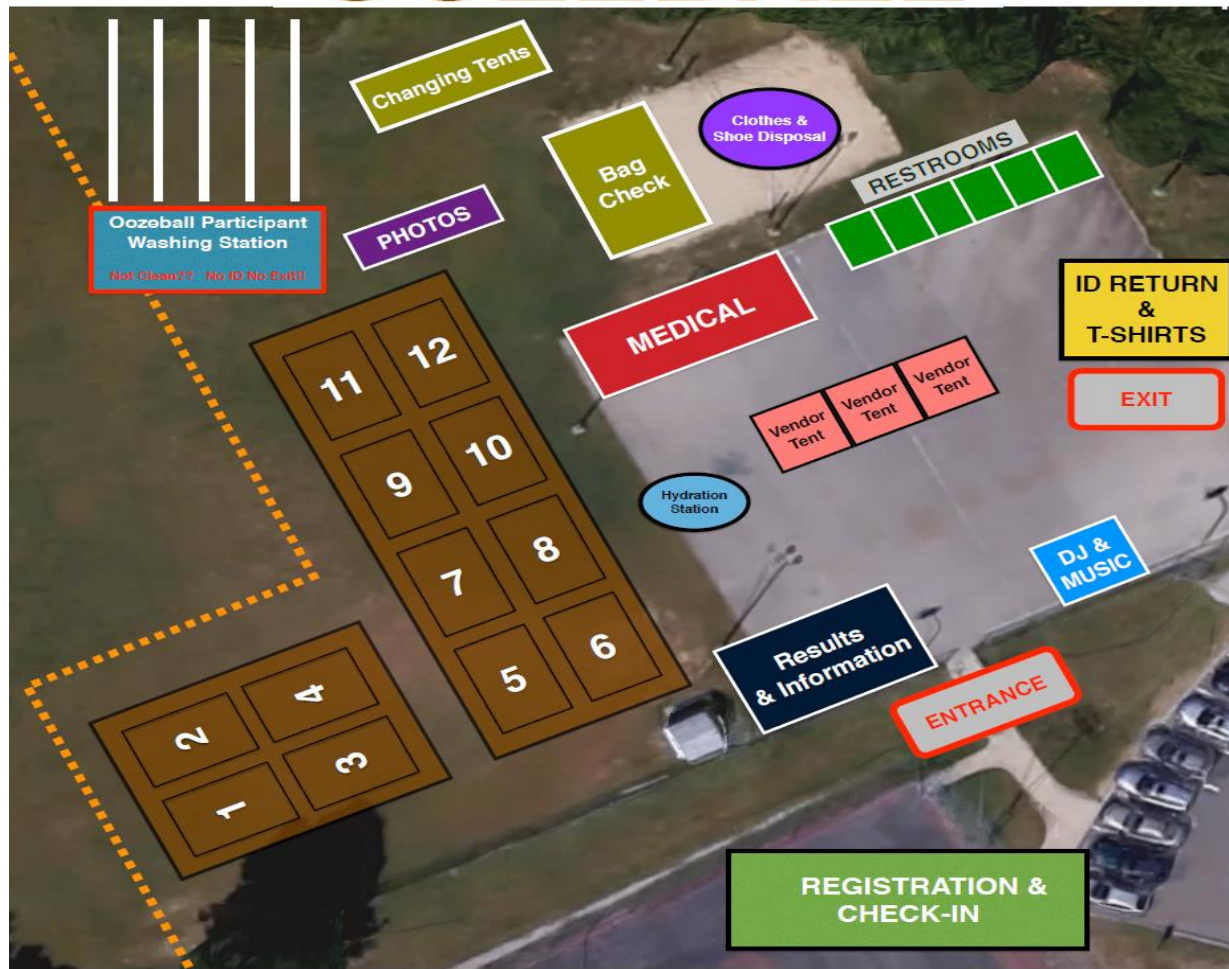 Changing Tents
Clothes &
Shoe Disposal
Bag
Check
RESTROOMS
Oozeball Participant
Washing Station
Not Clean?? No ID No Exit!!
PHOTOS
ID RETURN
&
T-SHIRTS
MEDICAL
EXIT
12
11
Vendor
Tent
Vendor
Tent
Vendor
Tent
10
9
Hydration
Station
8
7
DJ &
MUSIC
6
5
Results
& Information
ENTRANCE
4
2
3
1
REGISTRATION &
CHECK-IN